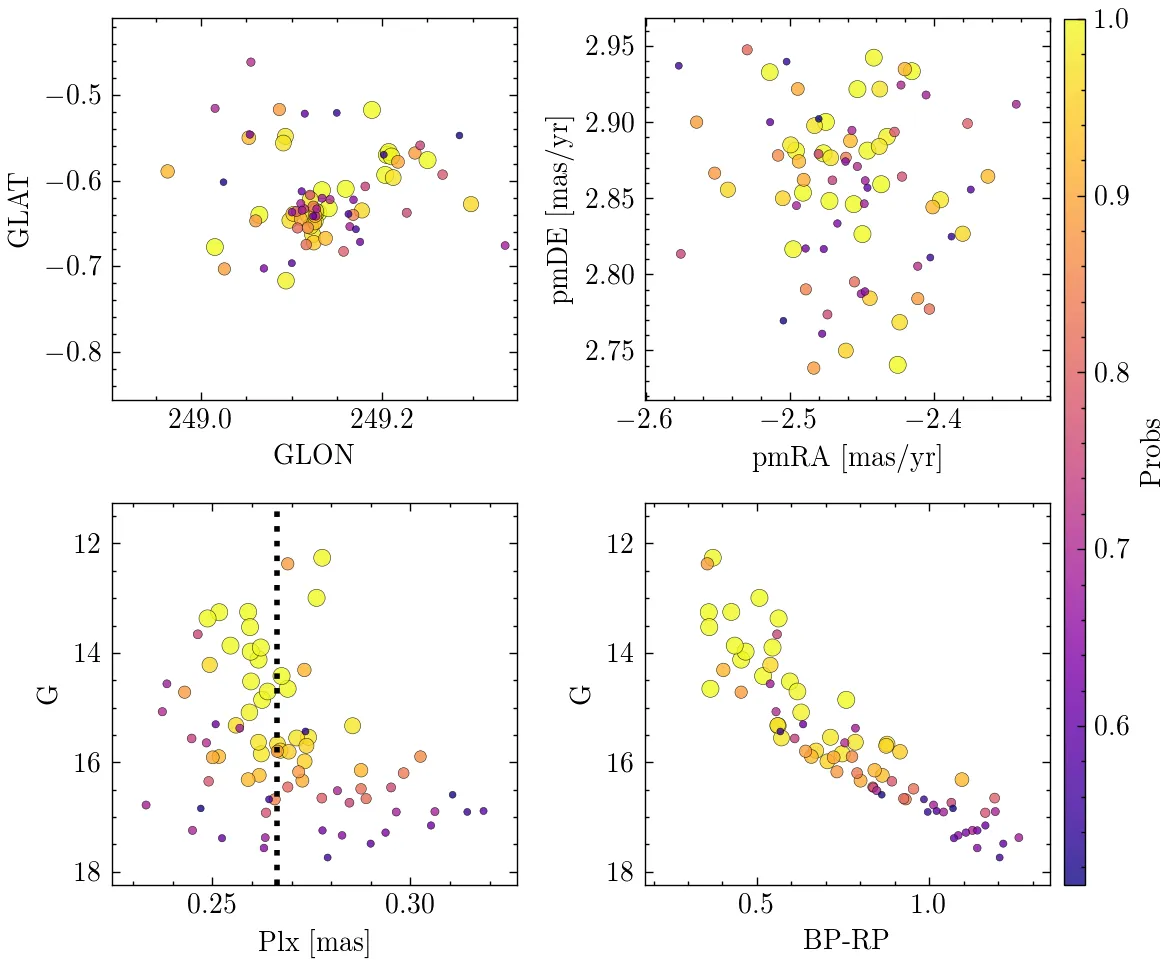 −0.5
−0.6
−0.7
−0.8
GLAT
249.0 249.2
GLON
2.95
2.90
2.85
2.80
2.75
pmDE [mas/yr]
−2.6 −2.5 −2.4
pmRA [mas/yr]
12
14
16
18
G
0.25 0.30
Plx [mas]
12
14
16
18
G
0.5 1.0
BP-RP
1.0
0.9
0.8
0.7
0.6
Probs